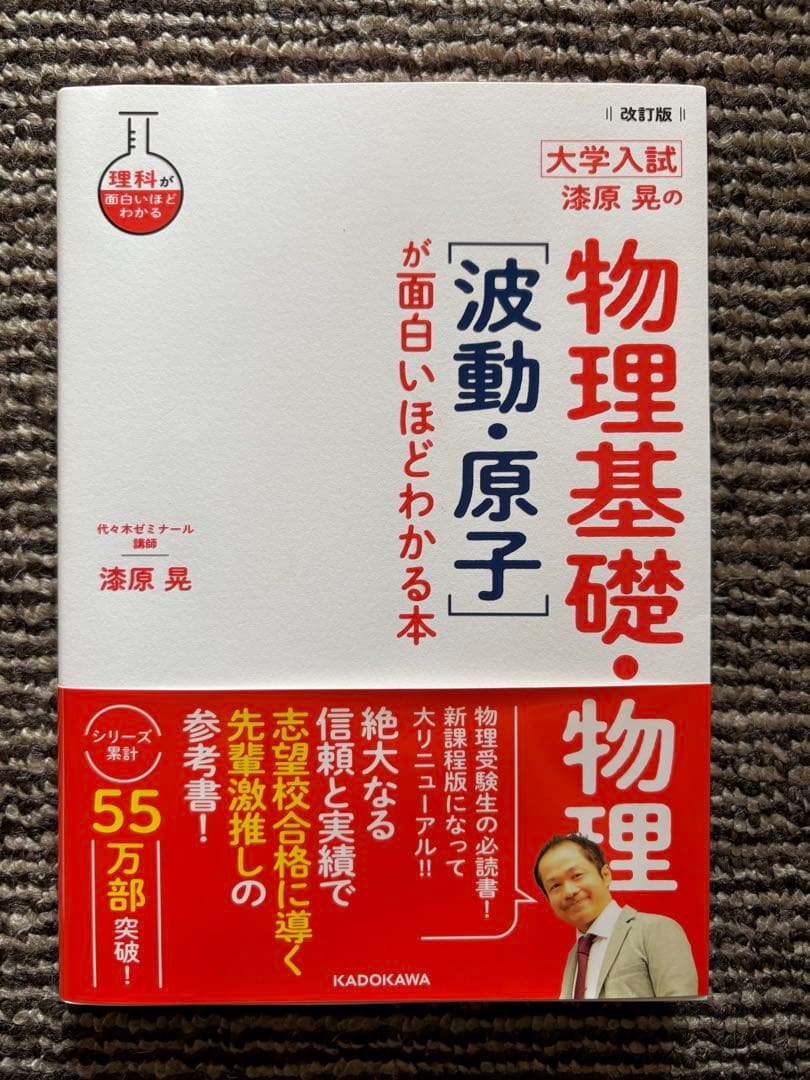 改訂版
大学入試
漆原 晃の
物理基礎・物理
[波動・原子]
が面白いほどわかる本
理科が
面白いほど
わかる
代々木ゼミナール
講師
漆原 晃
物理受験生の必読書!
新課程版になって
大リニューアル!!
絶大なる
信頼と実績で
志望校合格に導く
先輩激推しの
参考書!
シリーズ
累計
55万部突破!
KADOKAWA